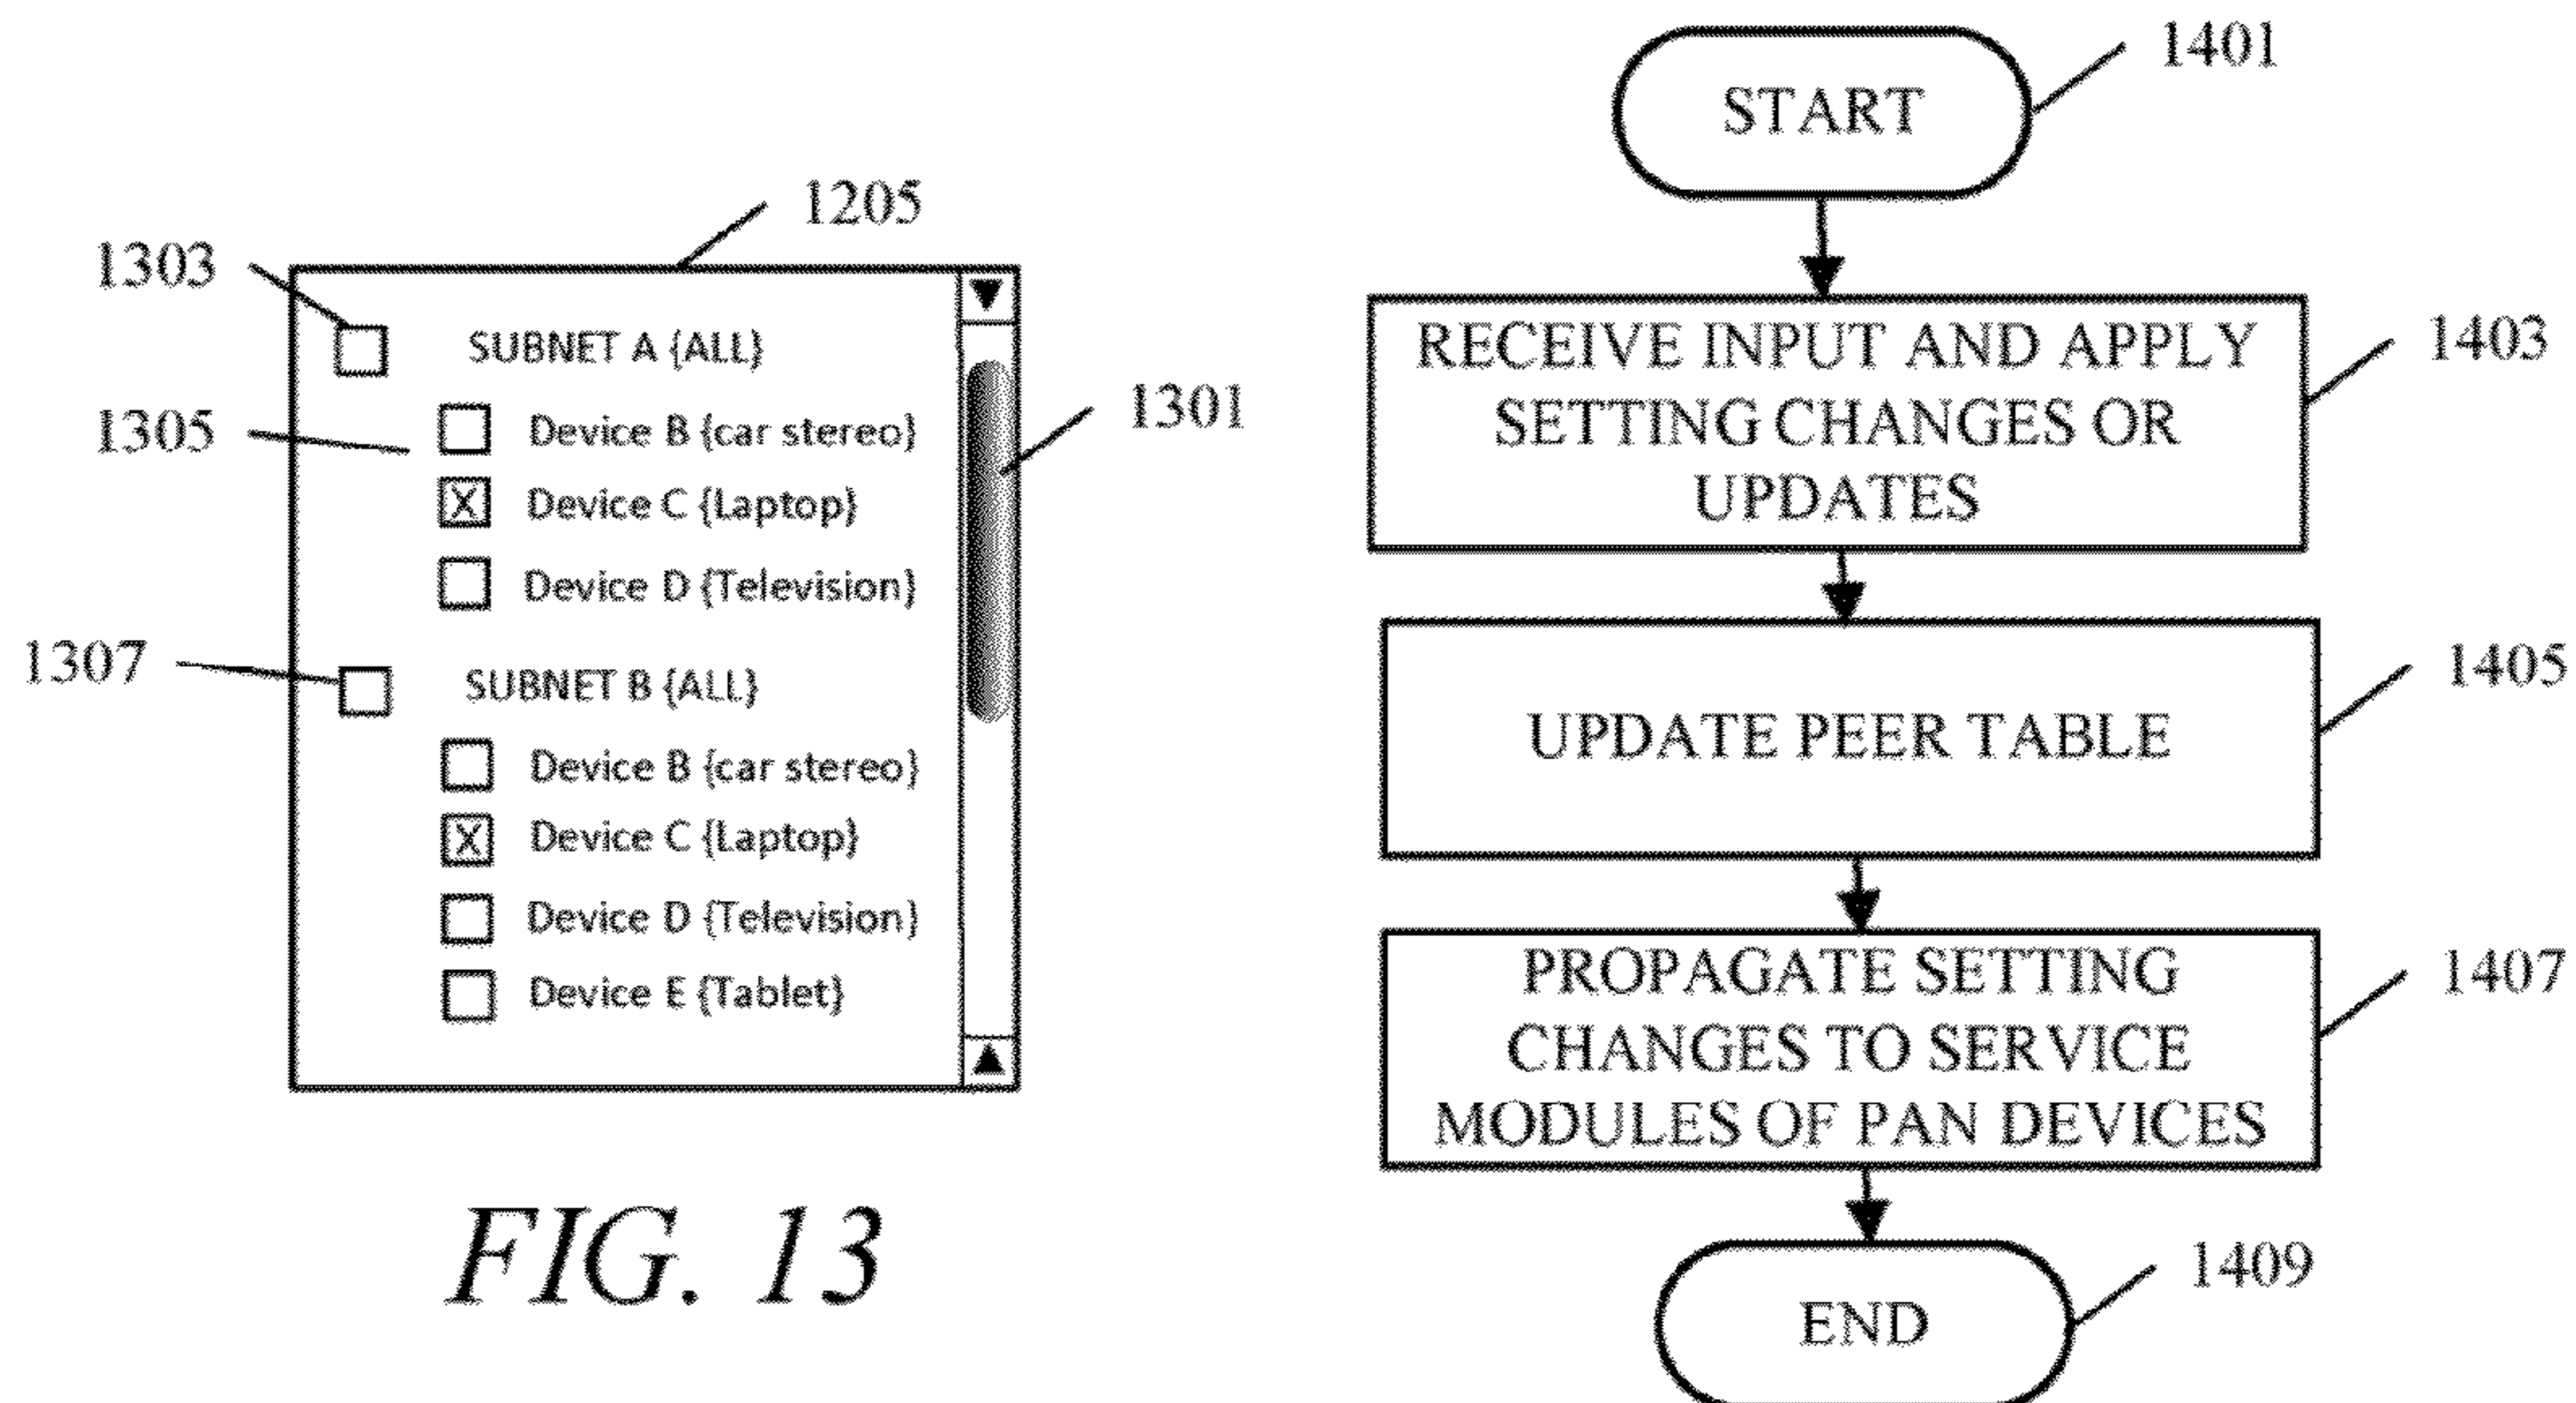 1205
1303
SUBNET A {ALL}
1305
Device B {car stereo}
1301
X
Device C {Laptop}
Device D {Television}
1307
SUBNET B {ALL}
Device B {car stereo}
X
Device C {Laptop}
Device D {Television}
Device E {Tablet}
FIG. 13
START
1401
RECEIVE INPUT AND APPLY
SETTING CHANGES OR
UPDATES
1403
UPDATE PEER TABLE
1405
PROPAGATE SETTING
CHANGES TO SERVICE
MODULES OF PAN DEVICES
1407
END
1409